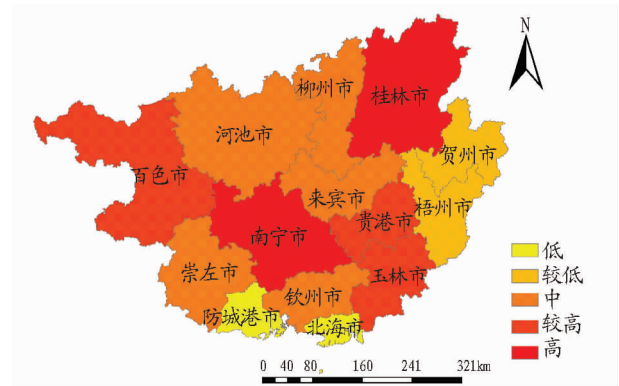 N
柳州市
桂林市
河池市
贺州市
百色市
来宾市
梧州市
贵港市
南宁市
玉林市
崇左市
钦州市
防城港市
北海市
低
较低
中
较高
高
0 40 80 160 241 321km